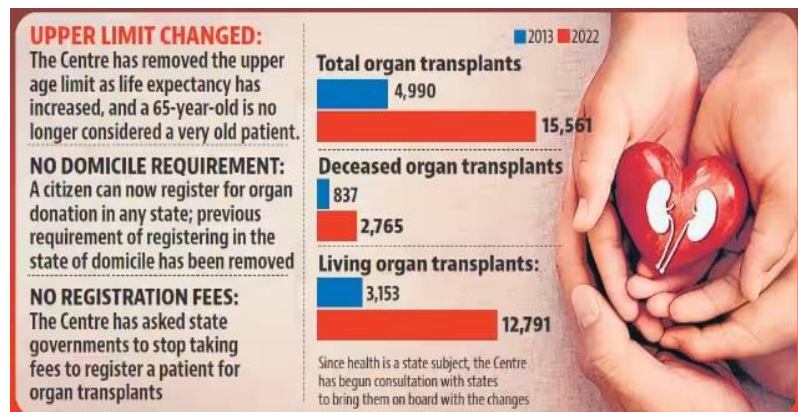 UPPER LIMIT CHANGED:
The Centre has removed the upper
age limit as life expectancy has
increased, and a 65-year-old is no
longer considered a very old patient.
NO DOMICILE REQUIREMENT:
A citizen can now register for organ
donation in any state; previous
requirement of registering in the
state of domicile has been removed
NO REGISTRATION FEES:
The Centre has asked state
governments to stop taking
fees to register a patient for
organ transplants
2013 2022
Total organ transplants
4,990
15,561
Deceased organ transplants
837
2,765
Living organ transplants:
3,153
12,791
Since health is a state subject, the Centre
has begun consultation with states
to bring them on board with the changes